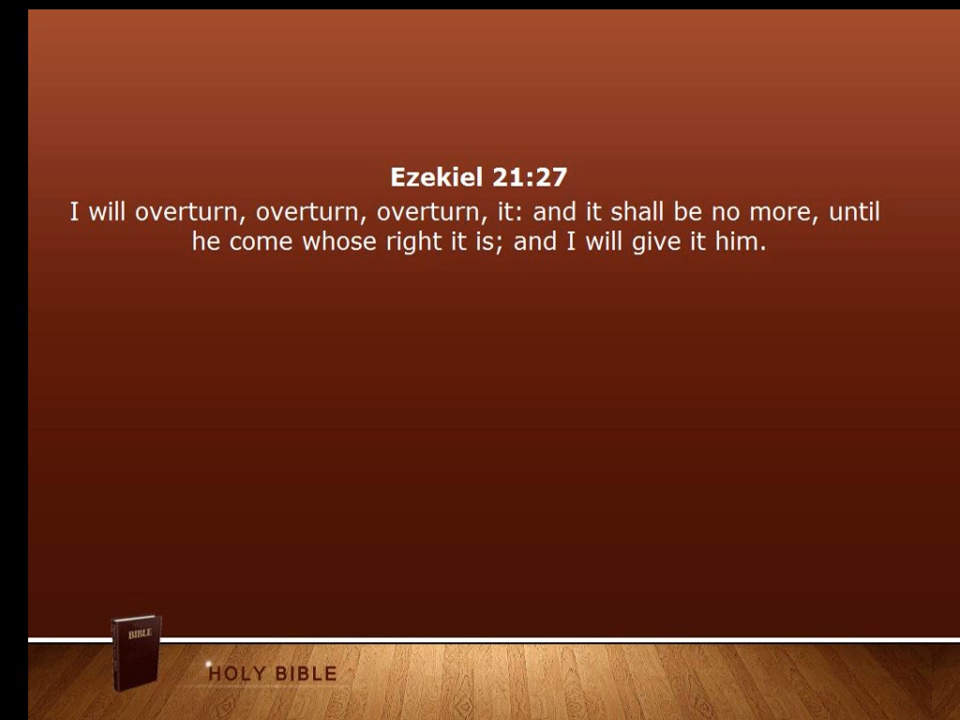 Ezekiel 21:27
I will overturn, overturn, overturn, it: and it shall be no more, until
he come whose right it is; and I will give it him.
BIBLE
HOLY BIBLE